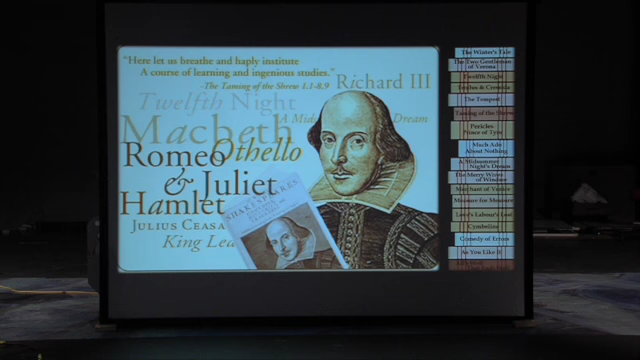 "Here let us breathe and haply institute
A course of learning and ingenious studies."
-The Taming of the Shrew 1.1-8.9
Richard III
Twelfth Night
A Mid Dream
Macbeth
Othello
Romeo
& Juliet
Hamlet
JULIUS CEASA
King Lea
SHAKESPEARES
The Winter's Tale
The Two Gentleman
of Verona
Twelfth Night
Troilus & Cressida
The Tempest
Taming of the Shrew
Pericles
Prince of Tyre
Much Ado
About Nothing
A Midsummer
Night's Dream
The Merry Wives
of Windsor
Merchant of Venice
Measure for Measure
Love's Labour's Lost
Cymbeline
Comedy of Errors
As You Like It